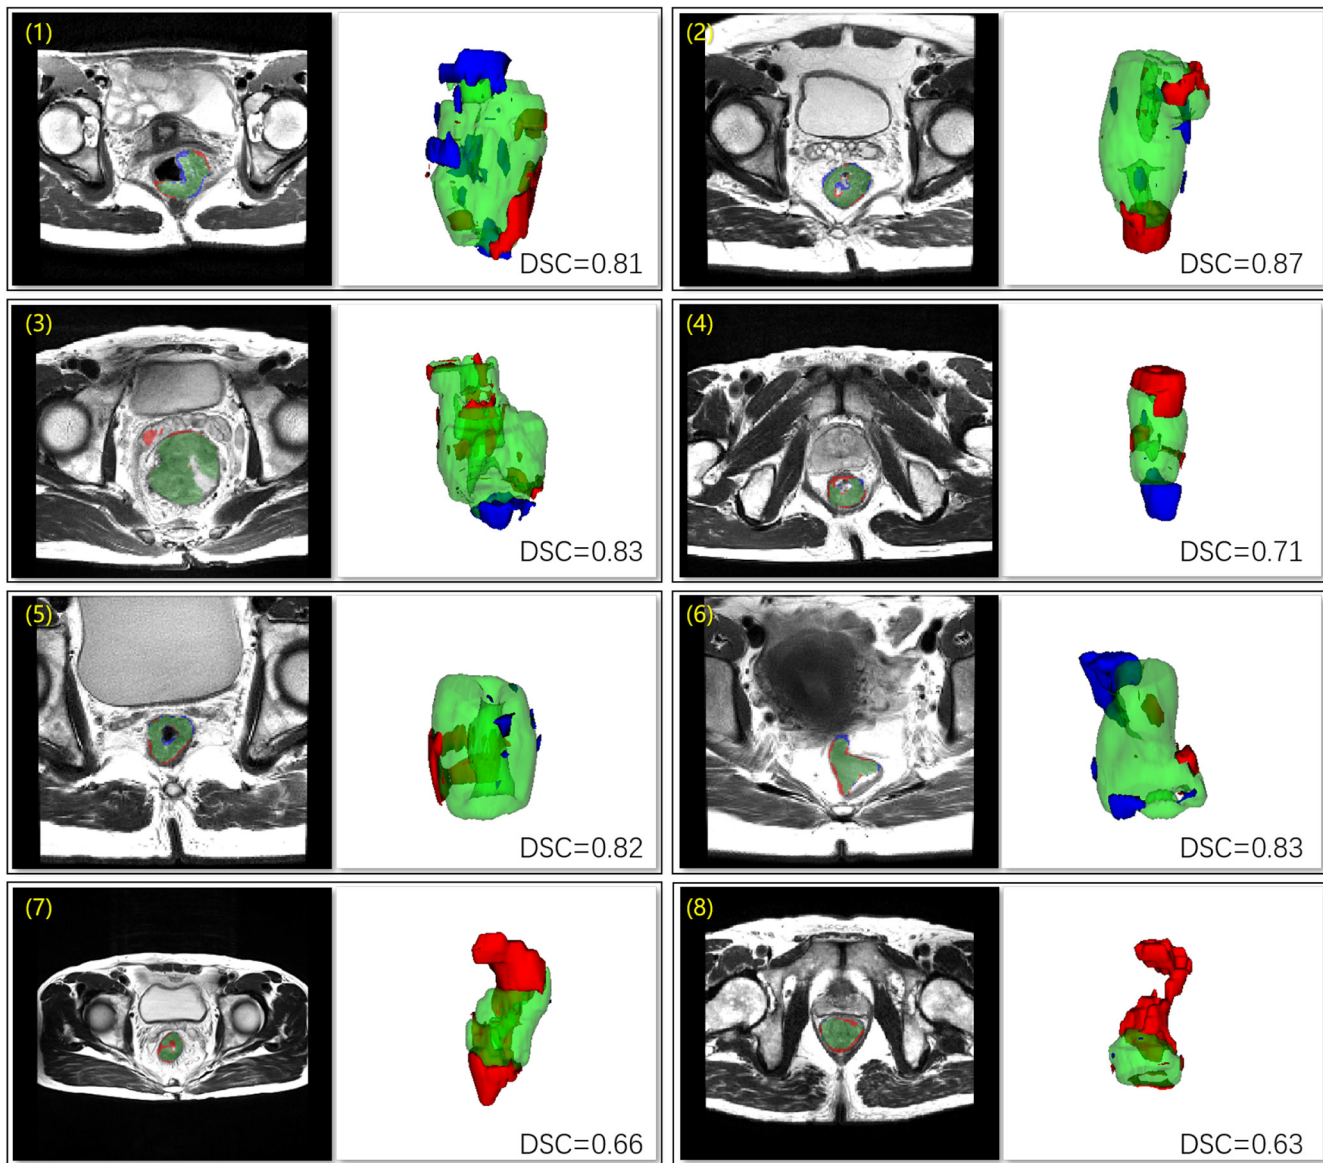 (1)
DSC=0.81
(2)
DSC=0.87
(3)
DSC=0.83
(4)
DSC=0.71
(5)
DSC=0.82
(6)
DSC=0.83
(7)
DSC=0.66
(8)
DSC=0.63